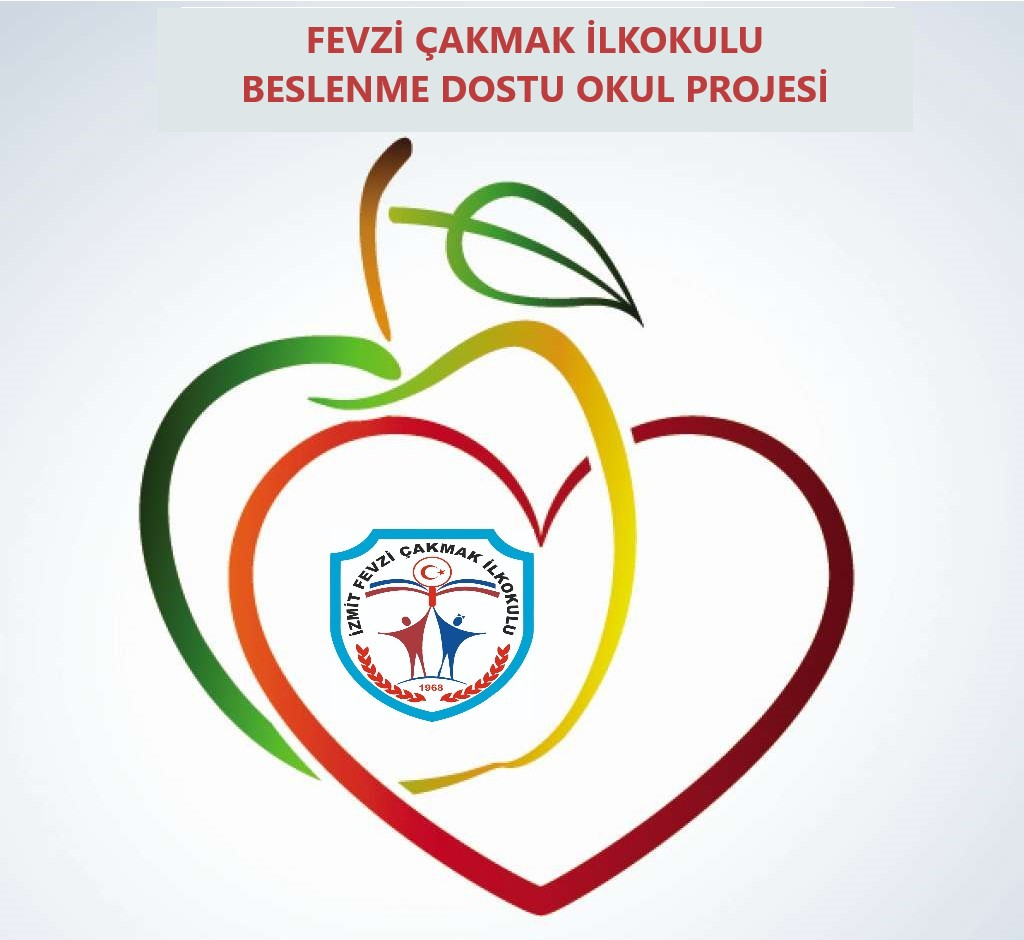 FEVZİ ÇAKMAK İLKOKULU
BESLENME DOSTU OKUL PROJESİ
İZMİT FEVZİ ÇAKMAK İLKOKULU
1968